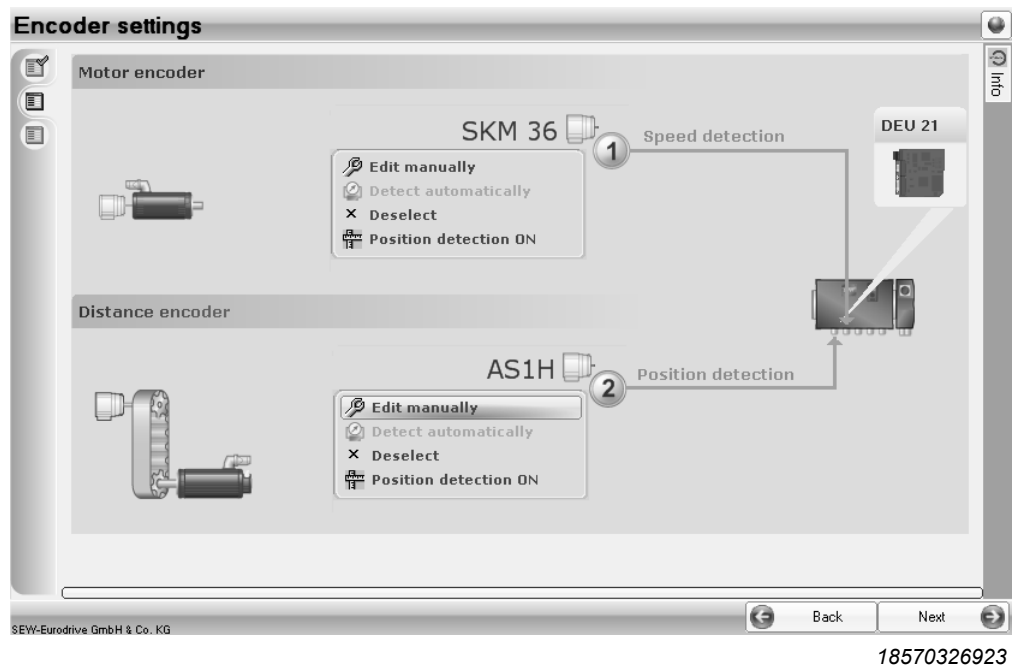 Encoder settings
Info
Motor encoder
SKM 36
1
Speed detection
DEU 21
Edit manually
Detect automatically
Deselect
Position detection ON
Distance encoder
AS1H
2
Position detection
Edit manually
Detect automatically
Deselect
Position detection ON
Back
Next
SEW-Eurodrive GmbH & Co. KG
18570326923